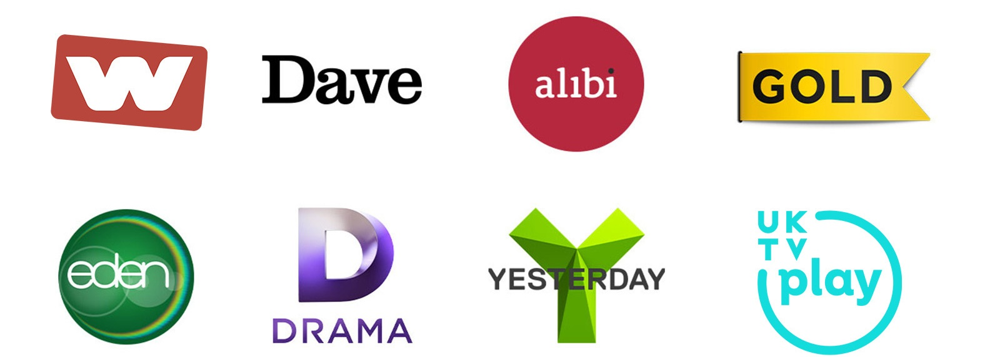 W
Dave
alibi
GOLD
eden
D
DRAMA
Y
YESTERDAY
UK
TV
play